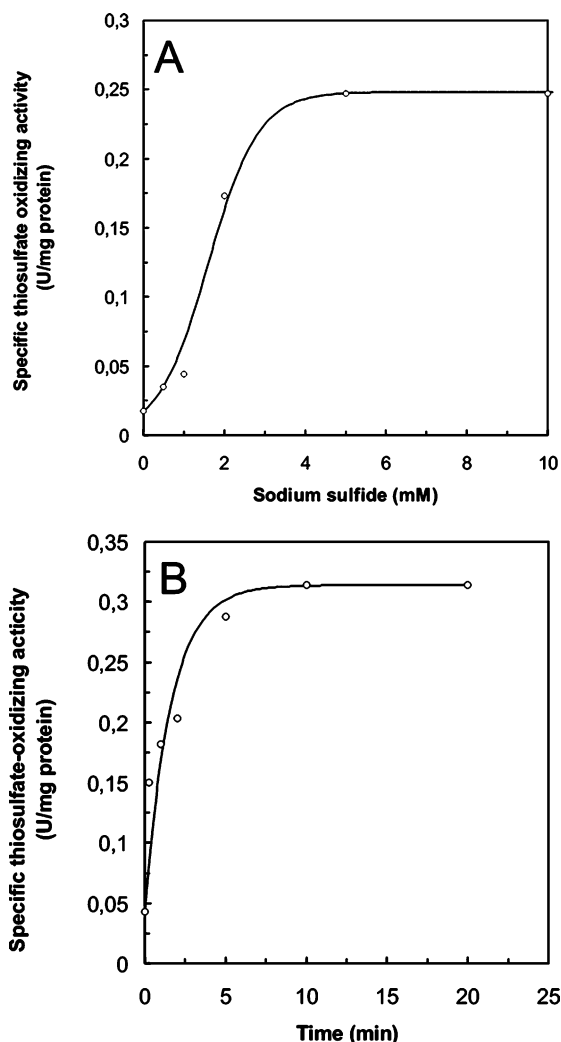 A
Specific thiosulfate oxidizing activity
(U/mg protein)
0,3
0,25
0,2
0,15
0,1
0,05
0
0 2 4 6 8 10
Sodium sulfide (mM)
B
Specific thiosulfate-oxidizing acticity
(U/mg protein)
0,35
0,3
0,25
0,2
0,15
0,1
0,05
0
0 5 10 15 20 25
Time (min)